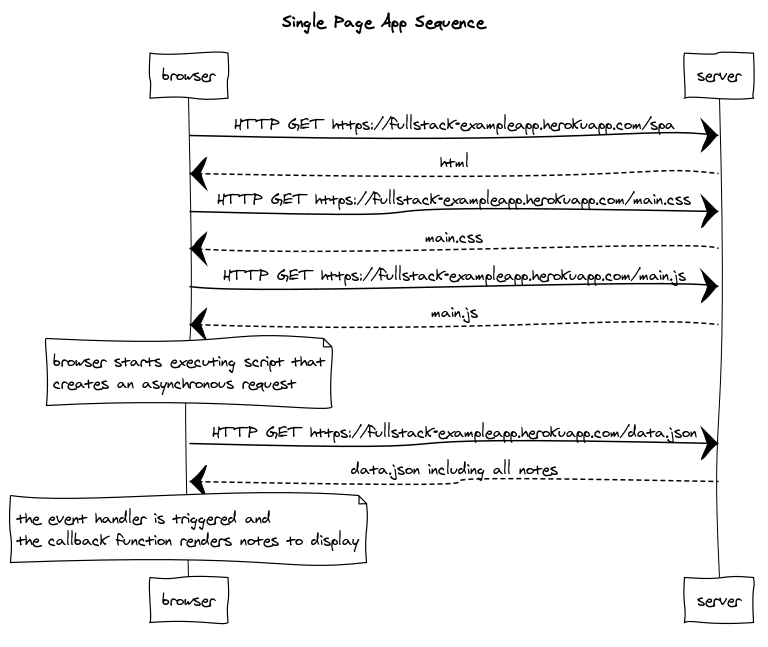 Single Page App Sequence
browser
server
HTTP GET https://fullstack-exampleapp.herokuapp.com/spa
html
HTTP GET https://fullstack-exampleapp.herokuapp.com/main.css
main.css
HTTP GET https://fullstack-exampleapp.herokuapp.com/main.js
main.js
browser starts executing script that
creates an asynchronous request
HTTP GET https://fullstack-exampleapp.herokuapp.com/data.json
data.json including all notes
the event handler is triggered and
the callback function renders notes to display
browser
server